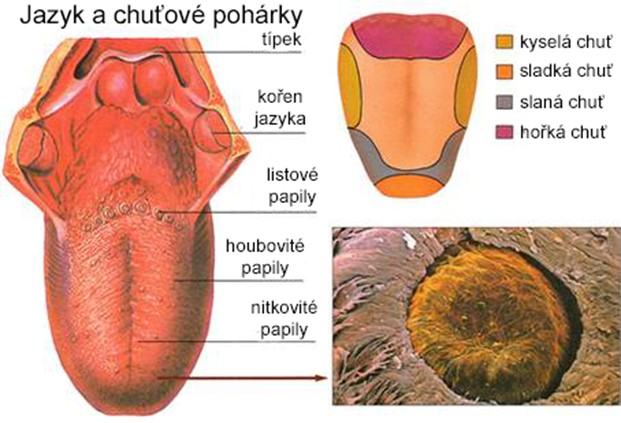 Jazyk a chuťové pohárky
típek
kořen
jazyka
listové
papily
houbovité
papily
nitkovité
papily
kyselá chuť
sladká chuť
slaná chuť
hořká chuť